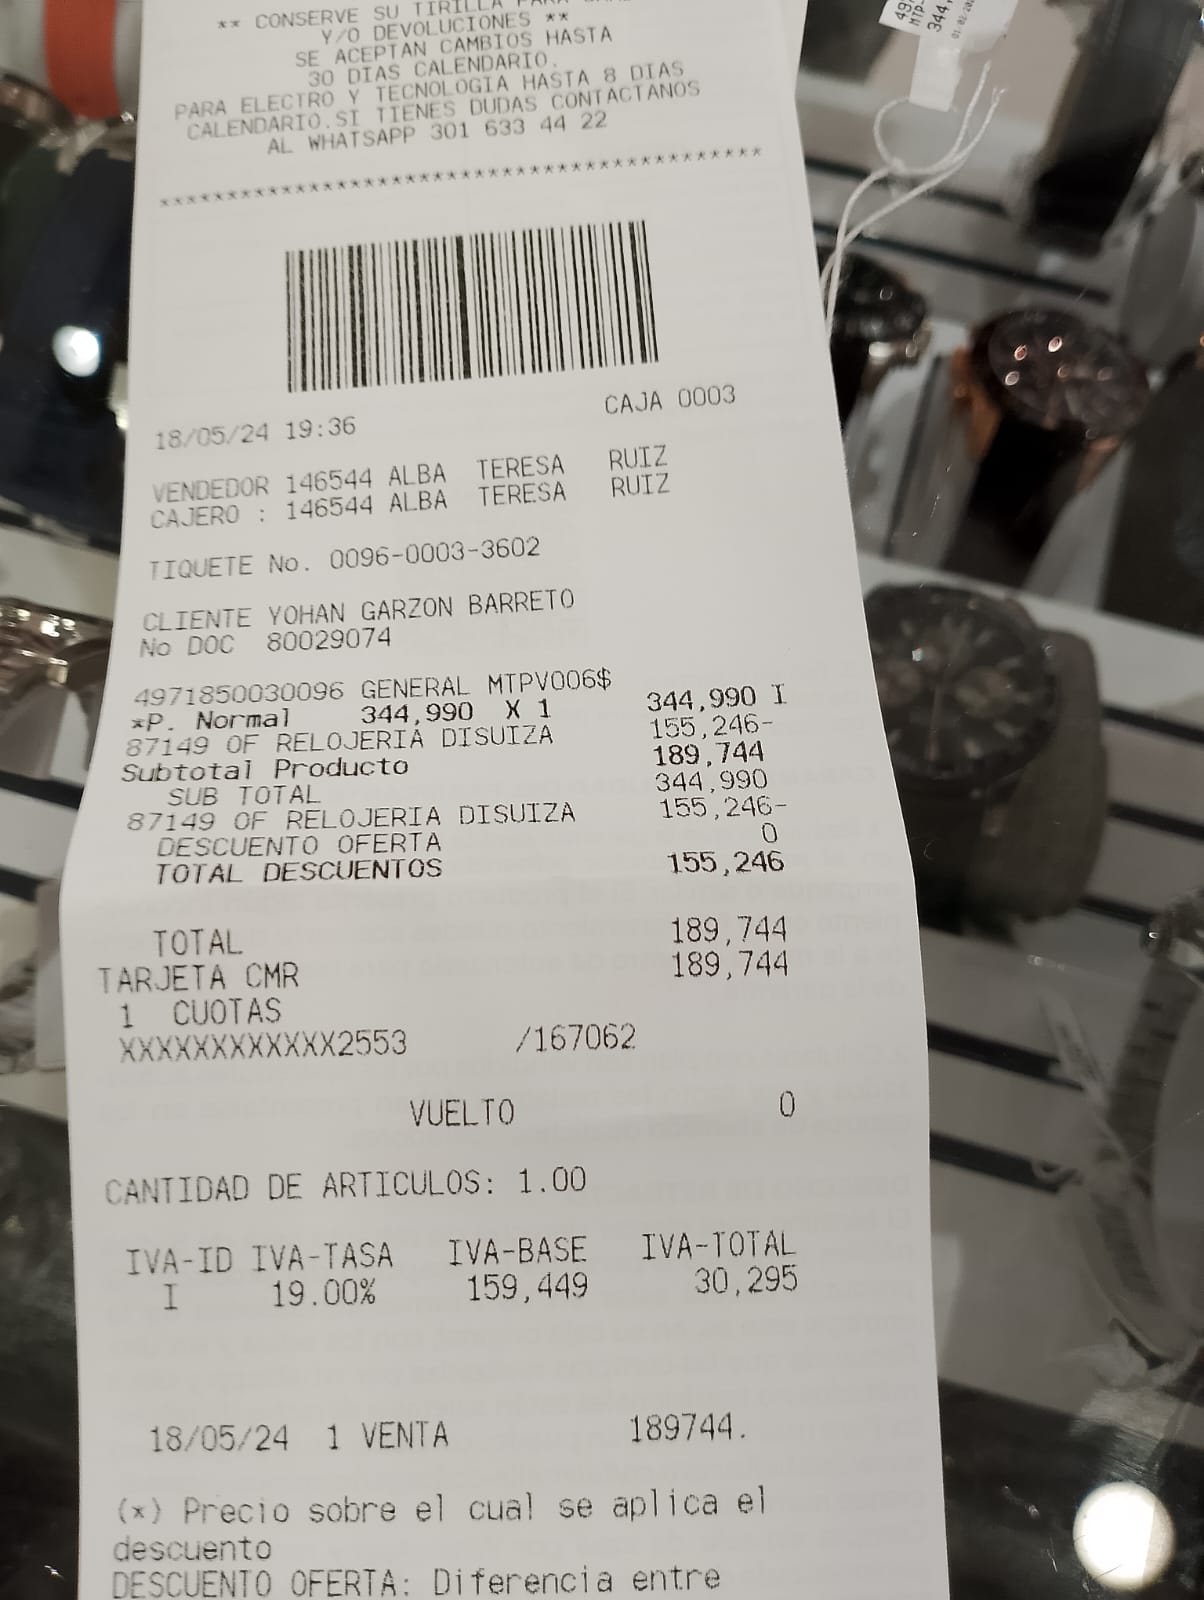 ** CONSERVE SU TIRILLA PARA
Y/O DEVOLUCIONES **
SE ACEPTAN CAMBIOS HASTA
30 DIAS CALENDARIO.
PARA ELECTRO Y TECNOLOGIA HASTA 8 DIAS
CALENDARIO.SI TIENES DUDAS CONTACTANOS
AL WHATSAPP 301 633 44 22
****************************************
18/05/24 19:36 CAJA 0003
VENDEDOR 146544 ALBA TERESA RUIZ
CAJERO : 146544 ALBA TERESA RUIZ
TIQUETE No. 0096-0003-3602
CLIENTE YOHAN GARZON BARRETO
No DOC 80029074
4971850030096 GENERAL MTPV006$
*P. Normal 344,990 X 1 344,990 I
87149 OF RELOJERIA DISUIZA 155,246-
Subtotal Producto 189,744
SUB TOTAL 344,990
87149 OF RELOJERIA DISUIZA 155,246-
DESCUENTO OFERTA 0
TOTAL DESCUENTOS 155,246
TOTAL 189,744
TARJETA CMR 189,744
1 CUOTAS
XXXXXXXXXXXX2553 /167062
VUELTO 0
CANTIDAD DE ARTICULOS: 1.00
IVA-ID IVA-TASA IVA-BASE IVA-TOTAL
I 19.00% 159,449 30,295
18/05/24 1 VENTA 189744.
(*) Precio sobre el cual se aplica el
descuento
DESCUENTO OFERTA: Diferencia entre